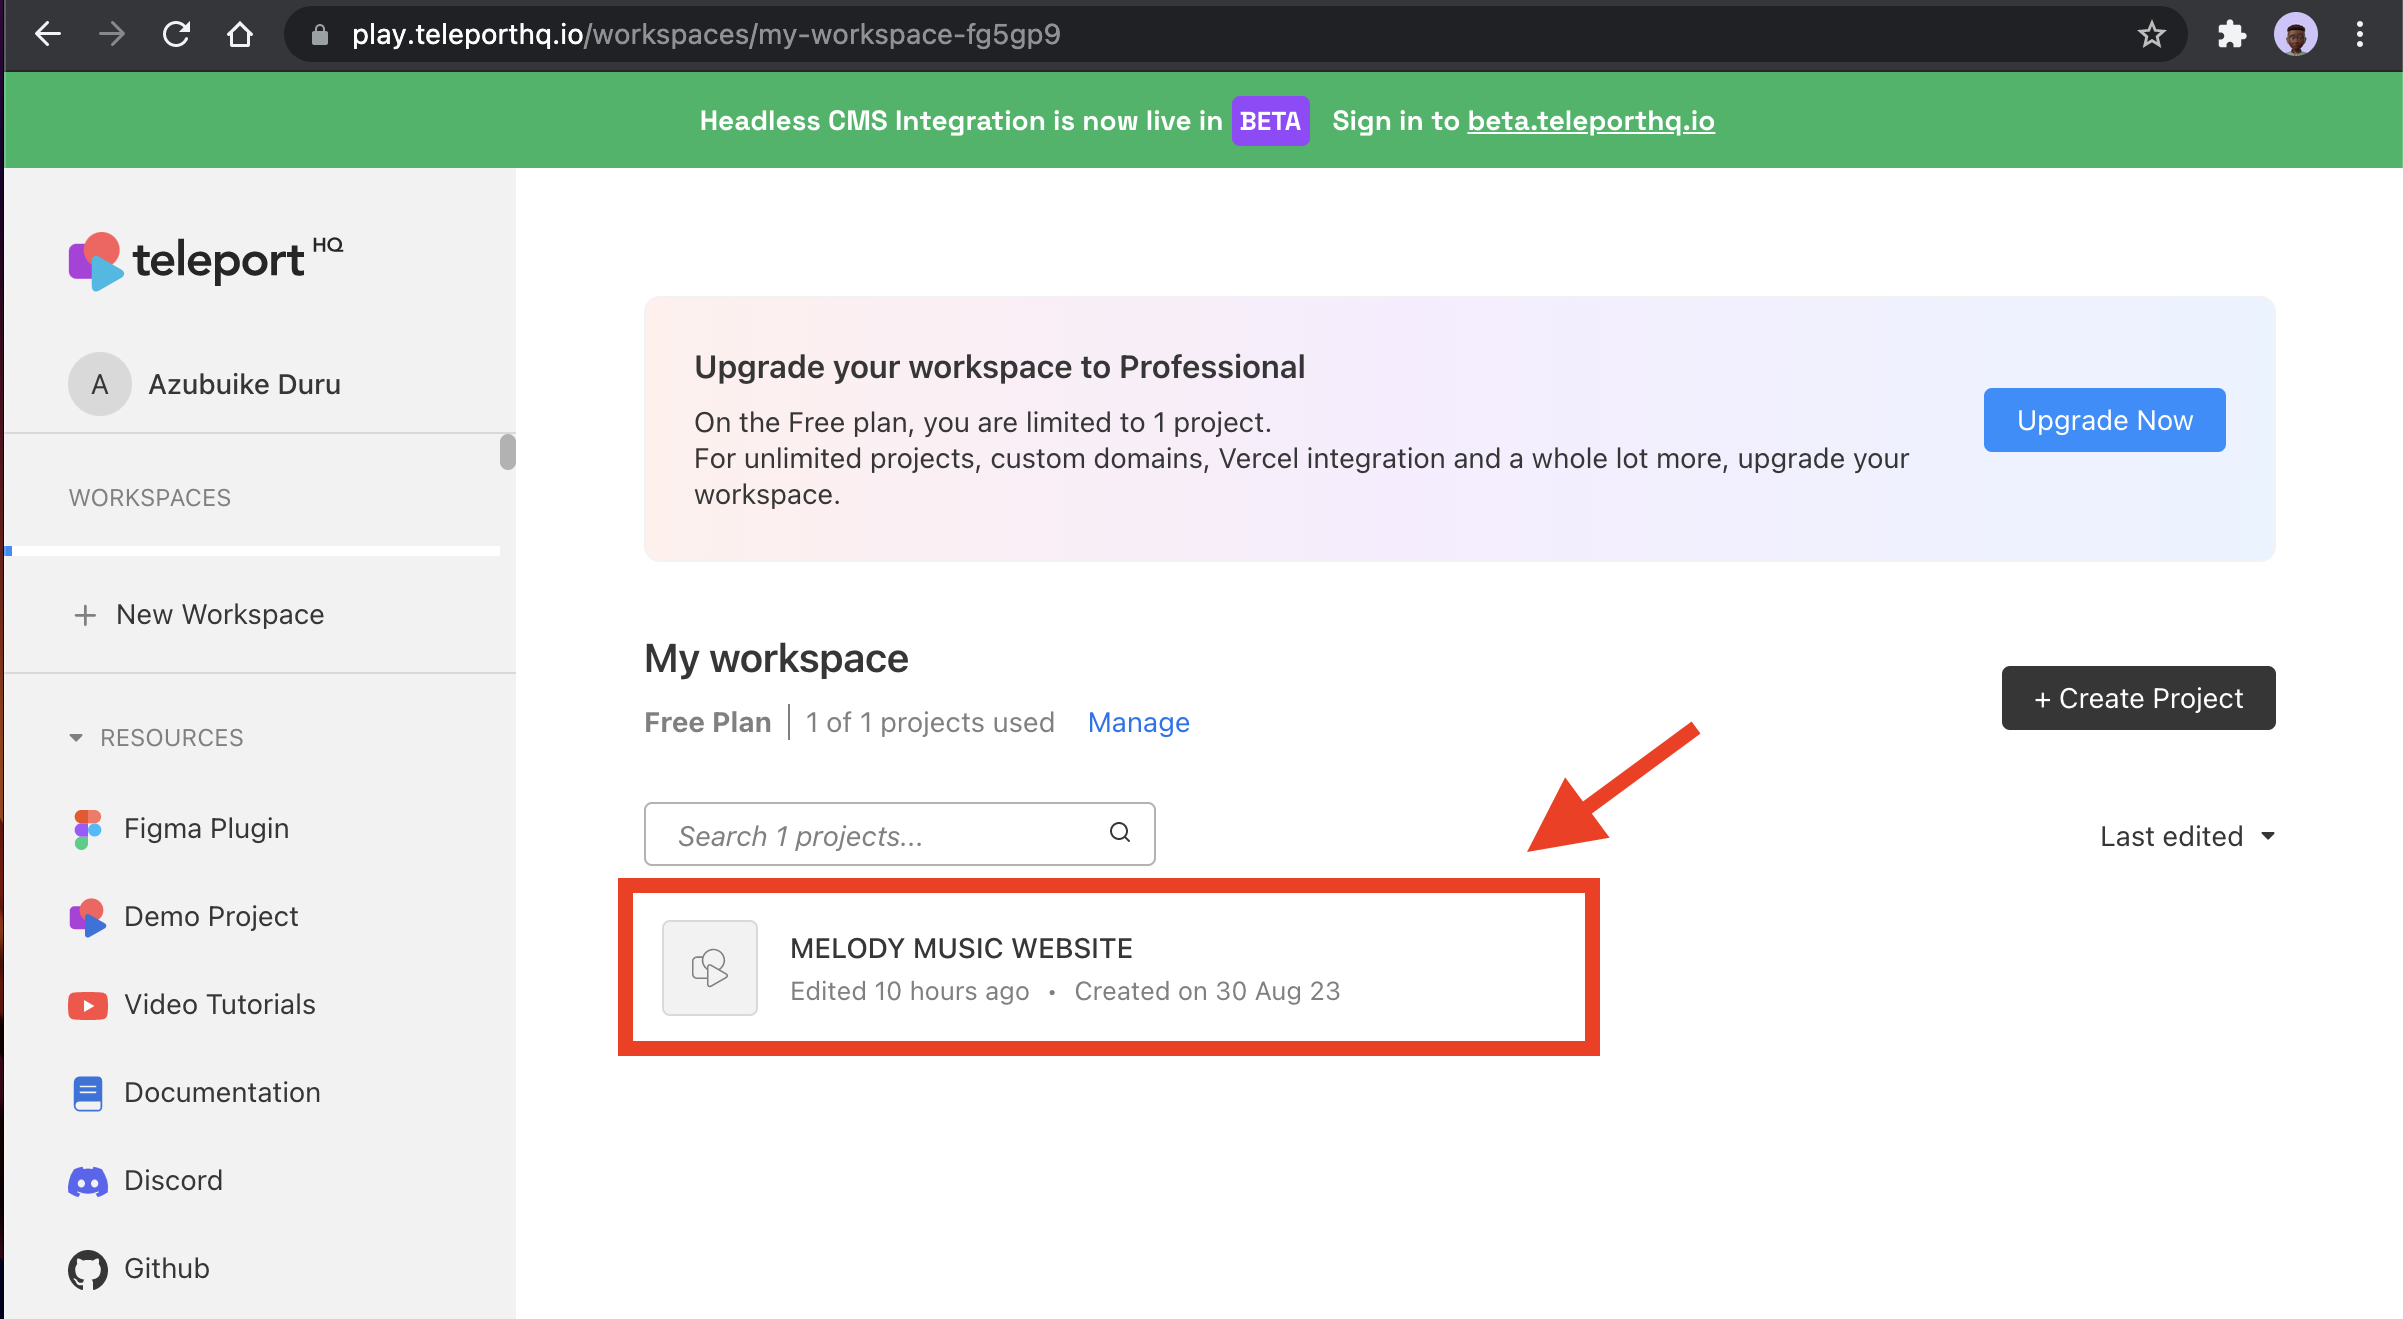 play.teleporthq.io/workspaces/my-workspace-fg5gp9
Headless CMS Integration is now live in BETA Sign in to beta.teleporthq.io
teleport HQ
A Azubuike Duru
WORKSPACES
+ New Workspace
RESOURCES
Figma Plugin
Demo Project
Video Tutorials
Documentation
Discord
Github
Upgrade your workspace to Professional
On the Free plan, you are limited to 1 project.
For unlimited projects, custom domains, Vercel integration and a whole lot more, upgrade your
workspace.
Upgrade Now
My workspace
Free Plan | 1 of 1 projects used Manage
+ Create Project
Search 1 projects...
Last edited
MELODY MUSIC WEBSITE
Edited 10 hours ago • Created on 30 Aug 23